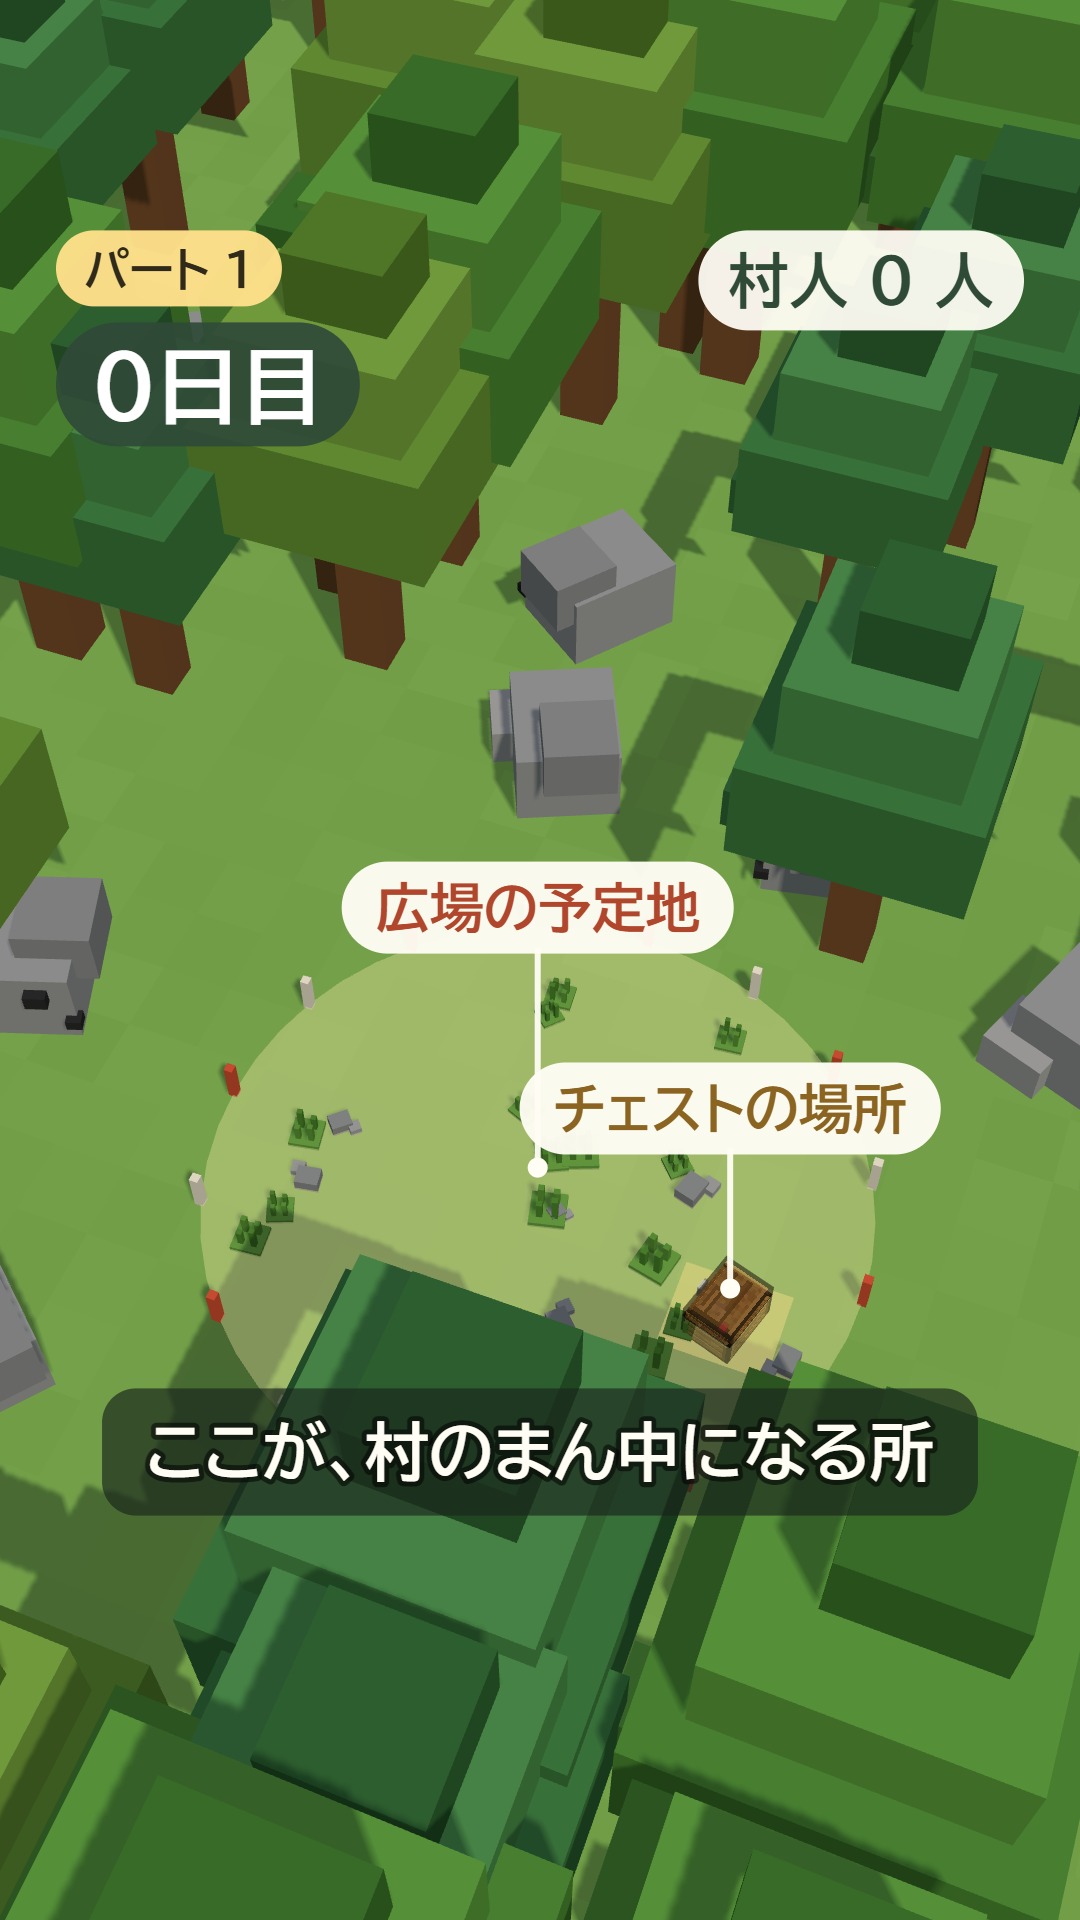 パート 1
0日目
村人 0 人
広場の予定地
チェストの場所
ここが、村のまん中になる所